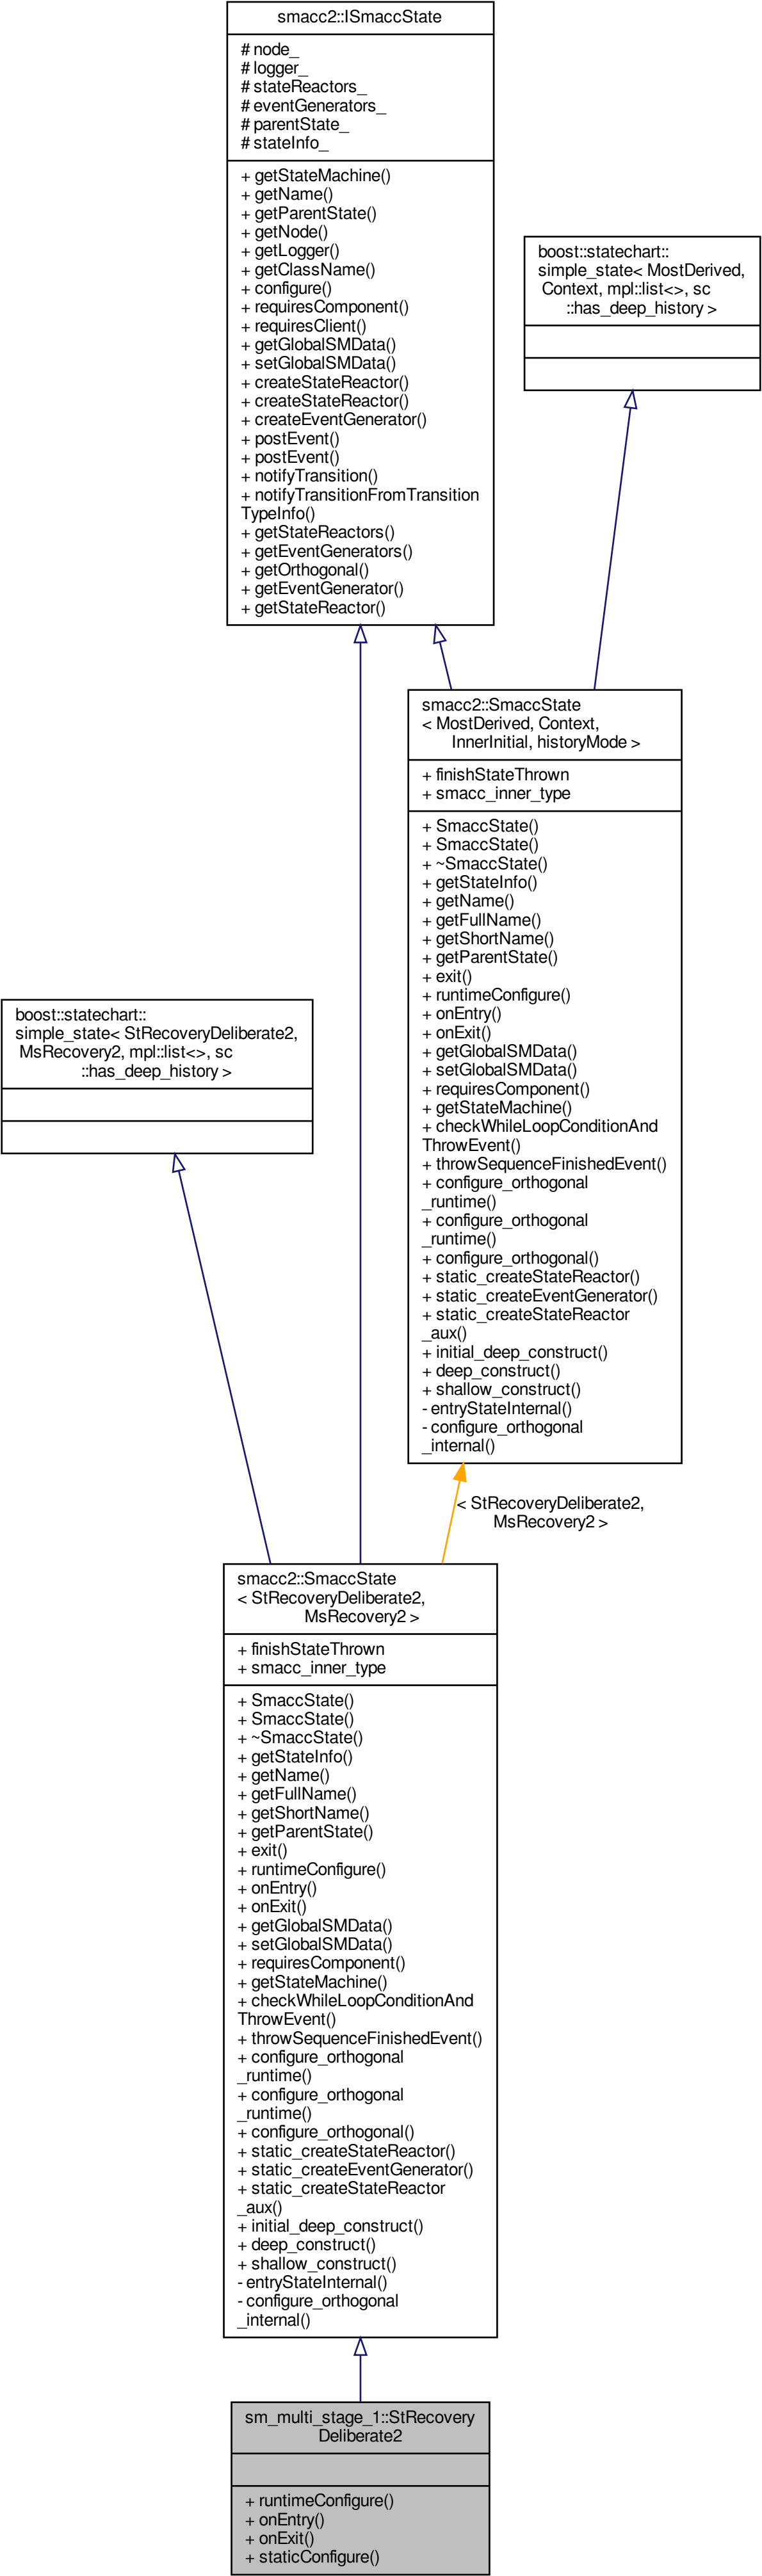 smacc2::ISmaccState
# node_
# logger_
# stateReactors_
# eventGenerators_
# parentState_
# stateInfo_
+ getStateMachine()
+ getName()
+ getParentState()
+ getNode()
+ getLogger()
+ getClassName()
+ configure()
+ requiresComponent()
+ requiresClient()
+ getGlobalSMData()
+ setGlobalSMData()
+ createStateReactor()
+ createStateReactor()
+ createEventGenerator()
+ postEvent()
+ postEvent()
+ notifyTransition()
+ notifyTransitionFromTransition
TypeInfo()
+ getStateReactors()
+ getEventGenerators()
+ getOrthogonal()
+ getEventGenerator()
+ getStateReactor()
boost::statechart::
simple_state< MostDerived,
Context, mpl::list<>, sc
::has_deep_history >
smacc2::SmaccState
< MostDerived, Context,
InnerInitial, historyMode >
+ finishStateThrown
+ smacc_inner_type
+ SmaccState()
+ SmaccState()
+ ~SmaccState()
+ getStateInfo()
+ getName()
+ getFullName()
+ getShortName()
+ getParentState()
+ exit()
+ runtimeConfigure()
+ onEntry()
+ onExit()
+ getGlobalSMData()
+ setGlobalSMData()
+ requiresComponent()
+ getStateMachine()
+ checkWhileLoopConditionAnd
ThrowEvent()
+ throwSequenceFinishedEvent()
+ configure_orthogonal
_runtime()
+ configure_orthogonal
_runtime()
+ configure_orthogonal()
+ static_createStateReactor()
+ static_createEventGenerator()
+ static_createStateReactor
_aux()
+ initial_deep_construct()
+ deep_construct()
+ shallow_construct()
- entryStateInternal()
- configure_orthogonal
_internal()
boost::statechart::
simple_state< StRecoveryDeliberate2,
MsRecovery2, mpl::list<>, sc
::has_deep_history >
< StRecoveryDeliberate2,
MsRecovery2 >
smacc2::SmaccState
< StRecoveryDeliberate2,
MsRecovery2 >
+ finishStateThrown
+ smacc_inner_type
+ SmaccState()
+ SmaccState()
+ ~SmaccState()
+ getStateInfo()
+ getName()
+ getFullName()
+ getShortName()
+ getParentState()
+ exit()
+ runtimeConfigure()
+ onEntry()
+ onExit()
+ getGlobalSMData()
+ setGlobalSMData()
+ requiresComponent()
+ getStateMachine()
+ checkWhileLoopConditionAnd
ThrowEvent()
+ throwSequenceFinishedEvent()
+ configure_orthogonal
_runtime()
+ configure_orthogonal
_runtime()
+ configure_orthogonal()
+ static_createStateReactor()
+ static_createEventGenerator()
+ static_createStateReactor
_aux()
+ initial_deep_construct()
+ deep_construct()
+ shallow_construct()
- entryStateInternal()
- configure_orthogonal
_internal()
sm_multi_stage_1::StRecovery
Deliberate2
+ runtimeConfigure()
+ onEntry()
+ onExit()
+ staticConfigure()